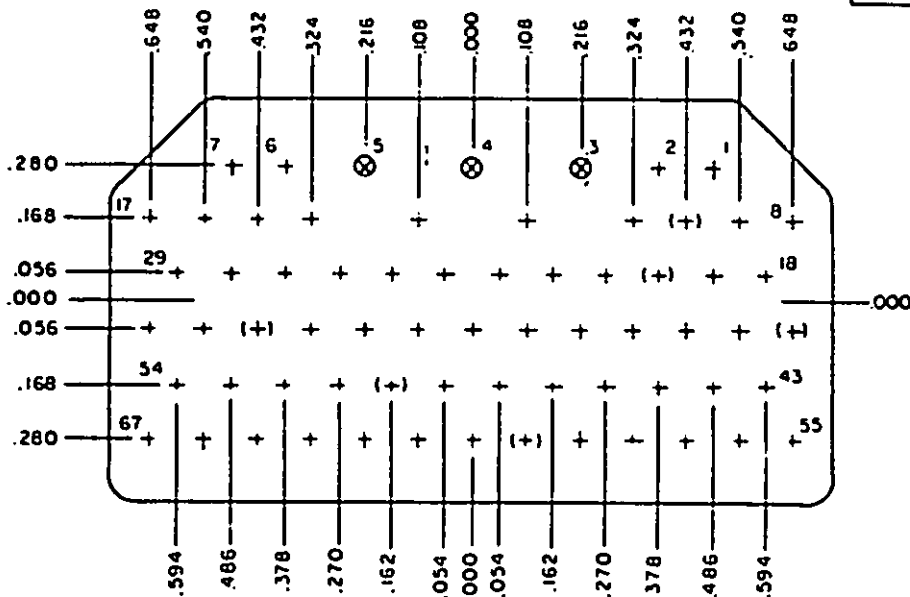 .648 .540 .432 .324 .216 .108 .000 .108 .216 .324 .432 .540 .648
.280 7 6 5 4 3 2 1
.168 17 8
.056 29 18
.000 .000
.056
.168 54 43
.280 67 55
.594 .486 .378 .270 .162 .054 .000 .054 .162 .270 .378 .486 .594